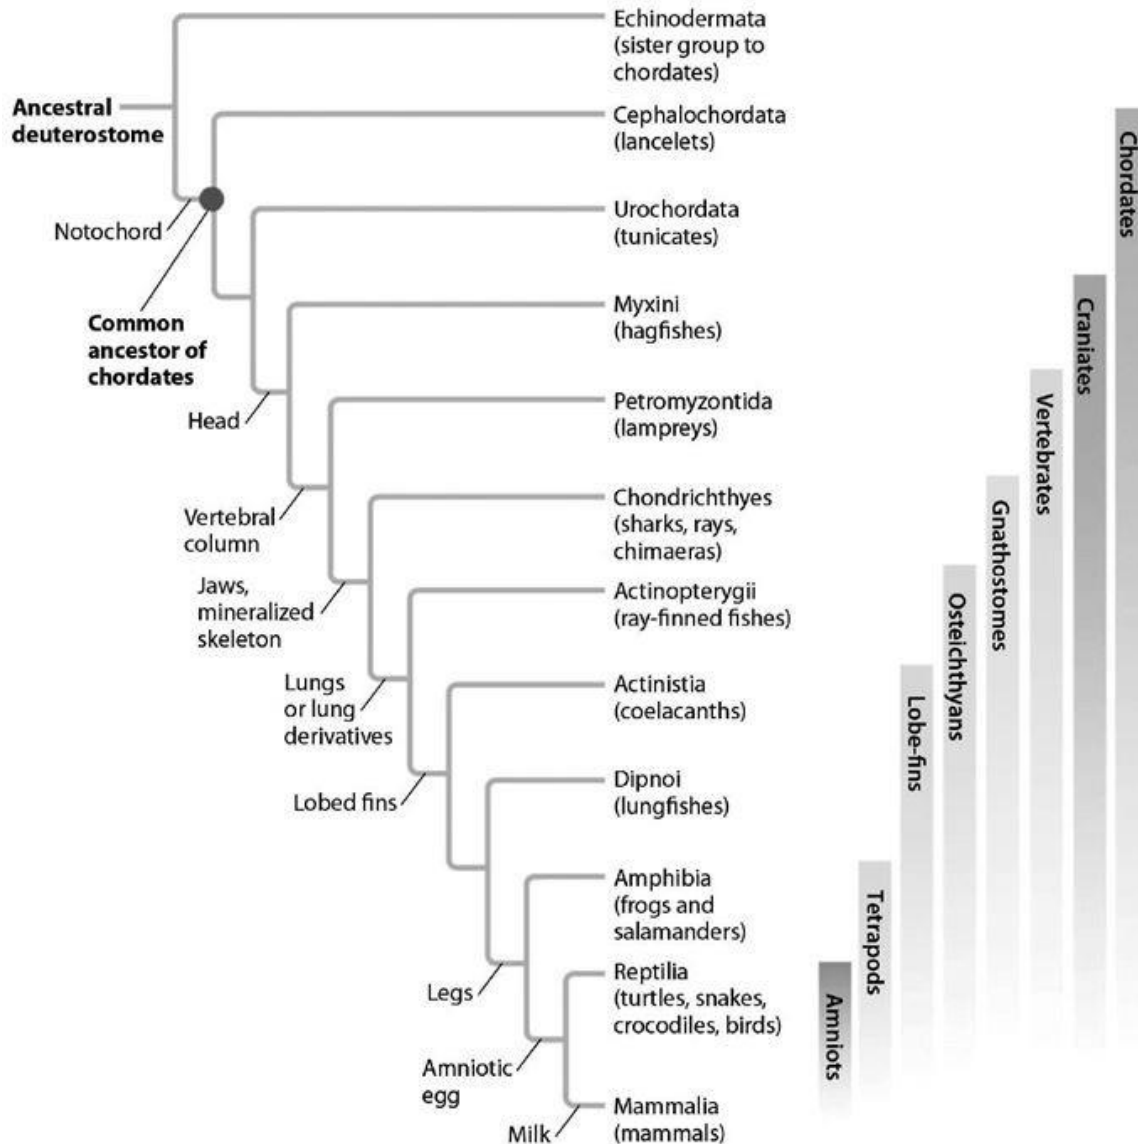 Echinodermata
(sister group to
chordates)
Ancestral
deuterostome
Cephalochordata
(lancelets)
Notochord
Urochordata
(tunicates)
Common
ancestor of
chordates
Myxini
(hagfishes)
Head
Petromyzontida
(lampreys)
Vertebral
column
Chondrichthyes
(sharks, rays,
chimaeras)
Jaws,
mineralized
skeleton
Actinopterygii
(ray-finned fishes)
Lungs
or lung
derivatives
Actinistia
(coelacanths)
Lobed fins
Dipnoi
(lungfishes)
Amphibia
(frogs and
salamanders)
Legs
Reptilia
(turtles, snakes,
crocodiles, birds)
Amniotic
egg
Milk
Mammalia
(mammals)
Amniots
Tetrapods
Lobe-fins
Osteichthyans
Gnathostomes
Vertebrates
Craniates
Chordates